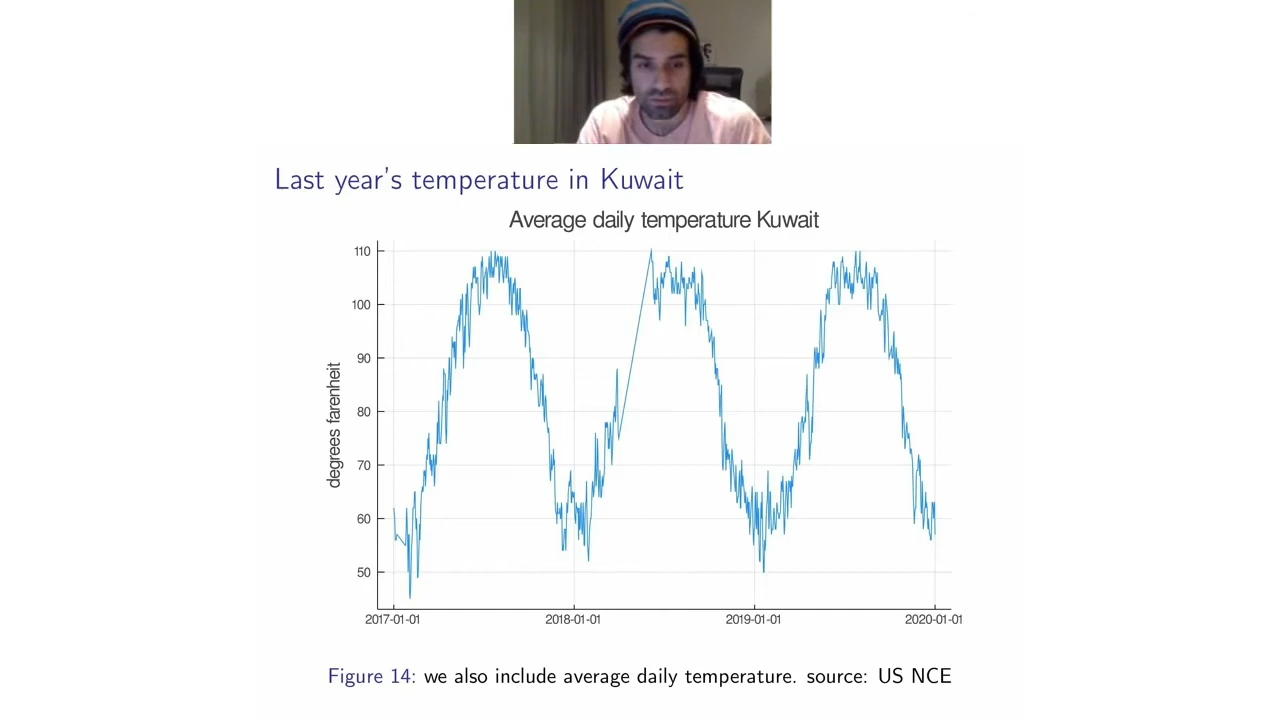 Last year's temperature in Kuwait
Average daily temperature Kuwait
degrees farenheit
110
100
90
80
70
60
50
2017-01-01
2018-01-01
2019-01-01
2020-01-01
Figure 14: we also include average daily temperature. source: US NCE